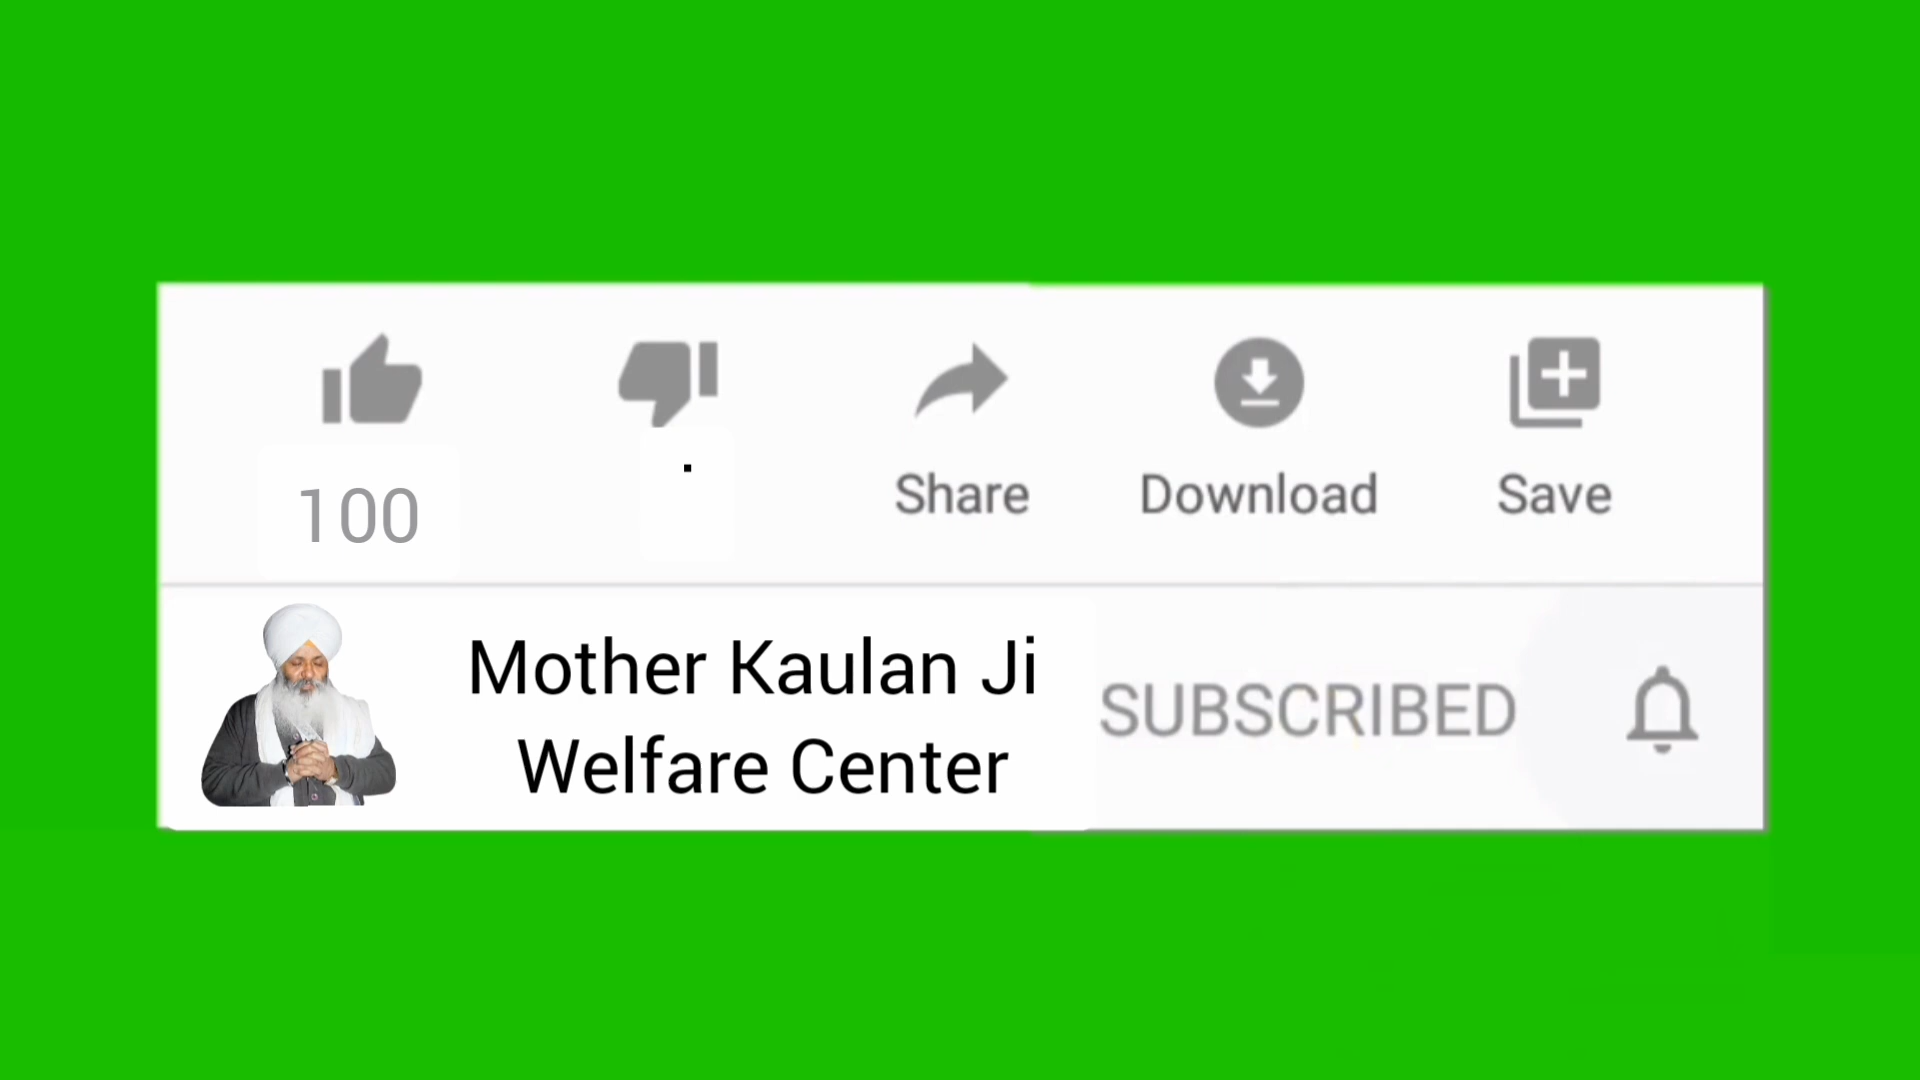 100
.
Share
Download
Save
Mother Kaulan Ji
Welfare Center
SUBSCRIBED